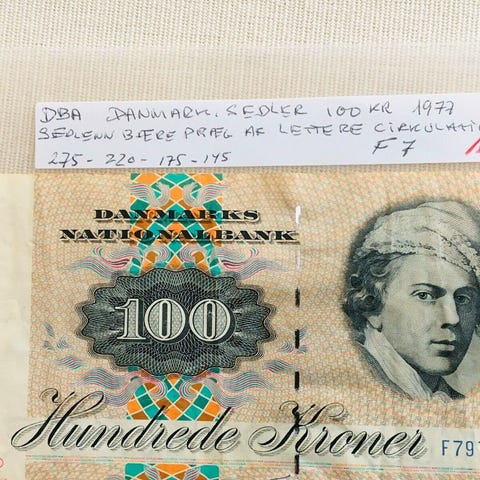 DBA DANMARK. SEDLER 100 KR 1977
SEDLENN BÆRE PRÆG AF LETTERE CIRKULATI
275 - 220 - 175 - 145 F 7
DANMARKS
NATIONALBANK
100
Hundrede Kroner F797